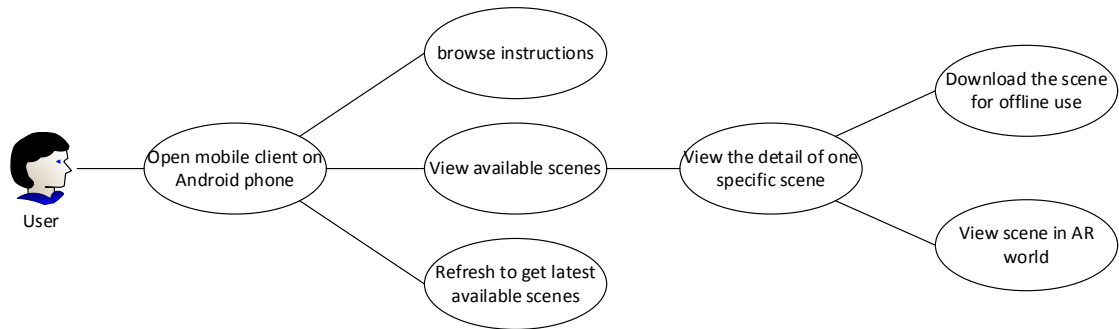 User
Open mobile client on
Android phone
browse instructions
View available scenes
Refresh to get latest
available scenes
View the detail of one
specific scene
Download the scene
for offline use
View scene in AR
world